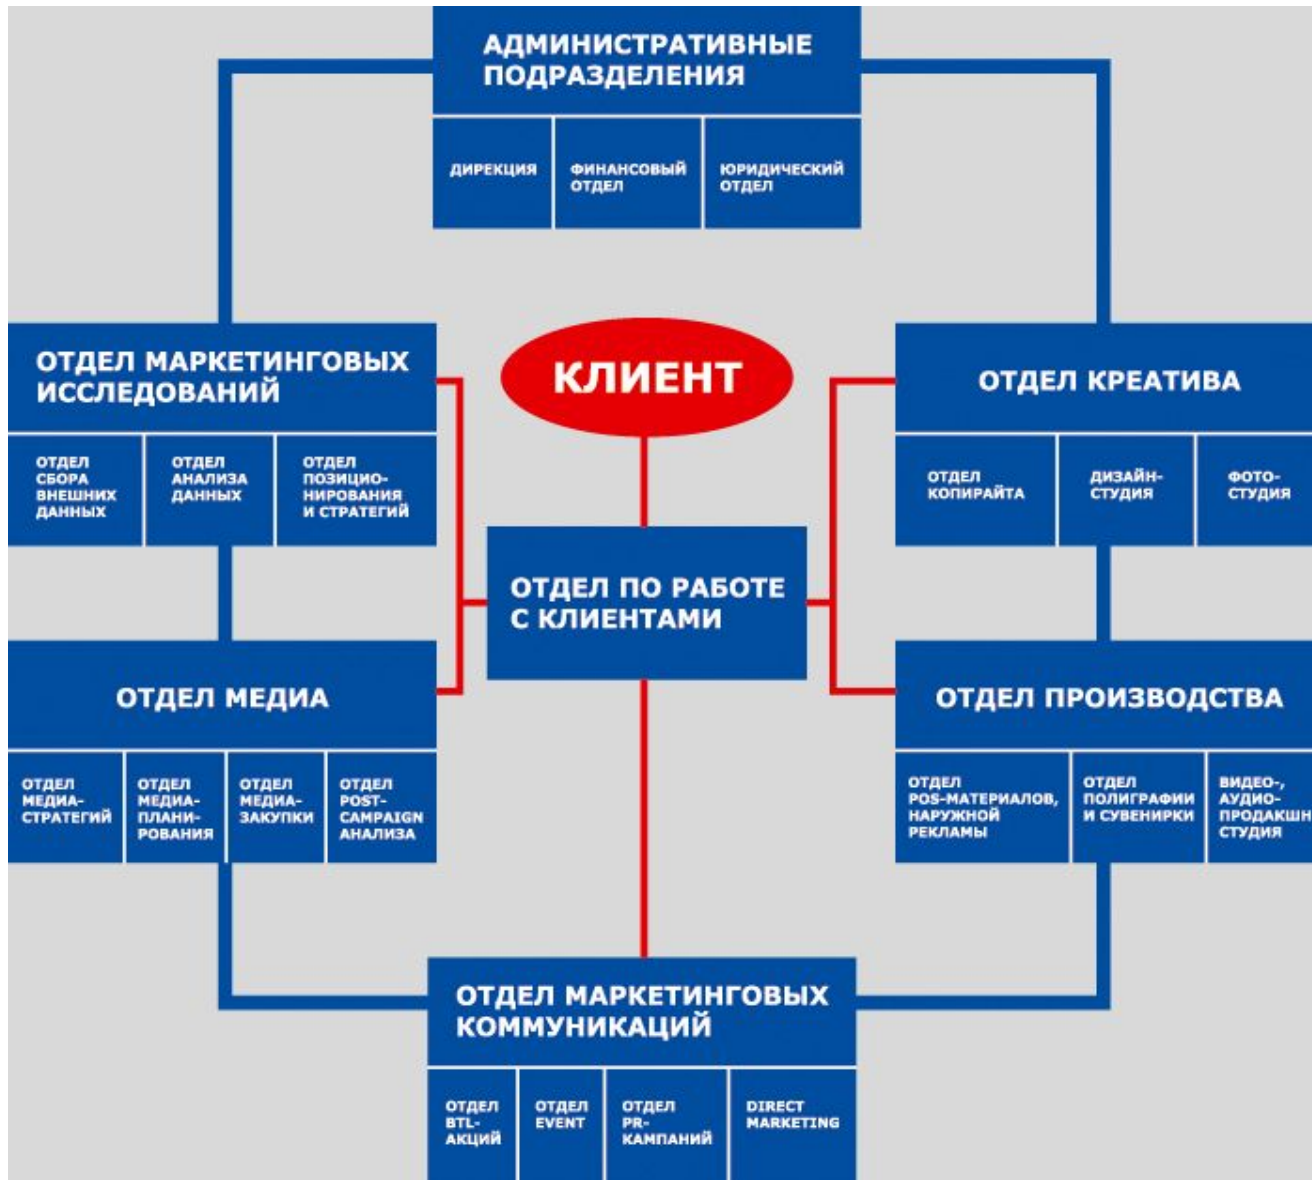 АДМИНИСТРАТИВНЫЕ
ПОДРАЗДЕЛЕНИЯ
ДИРЕКЦИЯ
ФИНАНСОВЫЙ
ОТДЕЛ
ЮРИДИЧЕСКИЙ
ОТДЕЛ
КЛИЕНТ
ОТДЕЛ МАРКЕТИНГОВЫХ
ИССЛЕДОВАНИЙ
ОТДЕЛ
СБОРА
ВНЕШНИХ
ДАННЫХ
ОТДЕЛ
АНАЛИЗА
ДАННЫХ
ОТДЕЛ
ПОЗИЦИО-
НИРОВАНИЯ
И СТРАТЕГИЙ
ОТДЕЛ КРЕАТИВА
ОТДЕЛ
КОПИРАЙТА
ДИЗАЙН-
СТУДИЯ
ФОТО-
СТУДИЯ
ОТДЕЛ ПО РАБОТЕ
С КЛИЕНТАМИ
ОТДЕЛ МЕДИА
ОТДЕЛ
МЕДИА-
СТРАТЕГИЙ
ОТДЕЛ
МЕДИА-
ПЛАНИ-
РОВАНИЯ
ОТДЕЛ
МЕДИА-
ЗАКУПКИ
ОТДЕЛ
POST-
CAMPAIGN
АНАЛИЗА
ОТДЕЛ ПРОИЗВОДСТВА
ОТДЕЛ
POS-МАТЕРИАЛОВ,
НАРУЖНОЙ
РЕКЛАМЫ
ОТДЕЛ
ПОЛИГРАФИИ
И СУВЕНИРКИ
ВИДЕО-,
АУДИО-
ПРОДАКШН
СТУДИЯ
ОТДЕЛ МАРКЕТИНГОВЫХ
КОММУНИКАЦИЙ
ОТДЕЛ
BTL-
АКЦИЙ
ОТДЕЛ
EVENT
ОТДЕЛ
PR-
КАМПАНИЙ
DIRECT
MARKETING